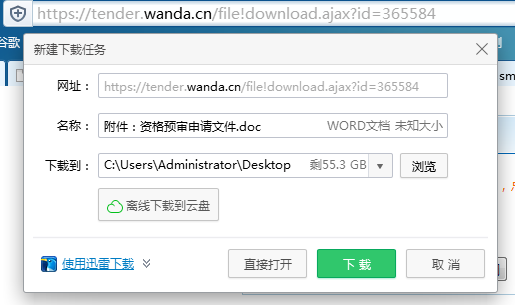 https://tender.wanda.cn/file!download.ajax?id=365584
谷歌
新建下载任务
网址： https://tender.wanda.cn/file!download.ajax?id=365584
名称： 附件：资格预审申请文件.doc WORD文档 未知大小
sm
下载到： C:\Users\Administrator\Desktop 剩55.3 GB 浏览
离线下载到云盘
使用迅雷下载 直接打开 下载 取消